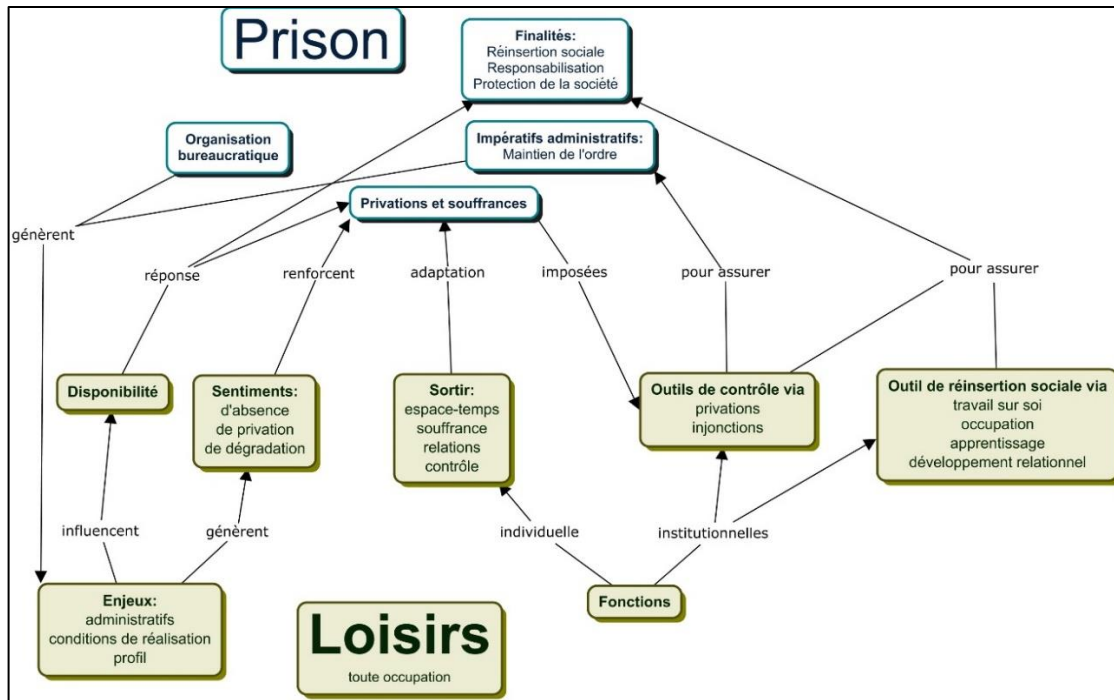 Prison
Finalités:
Réinsertion sociale
Responsabilisation
Protection de la société
Organisation
bureaucratique
Impératifs administratifs:
Maintien de l'ordre
Privations et souffrances
génèrent
réponse
renforcent
adaptation
imposées
pour assurer
pour assurer
Disponibilité
Sentiments:
d'absence
de privation
de dégradation
Sortir:
espace-temps
souffrance
relations
contrôle
Outils de contrôle via
privations
injonctions
Outil de réinsertion sociale via
travail sur soi
occupation
apprentissage
développement relationnel
influencent
génèrent
individuelle
institutionnelles
Enjeux:
administratifs
conditions de réalisation
profil
Loisirs
toute occupation
Fonctions